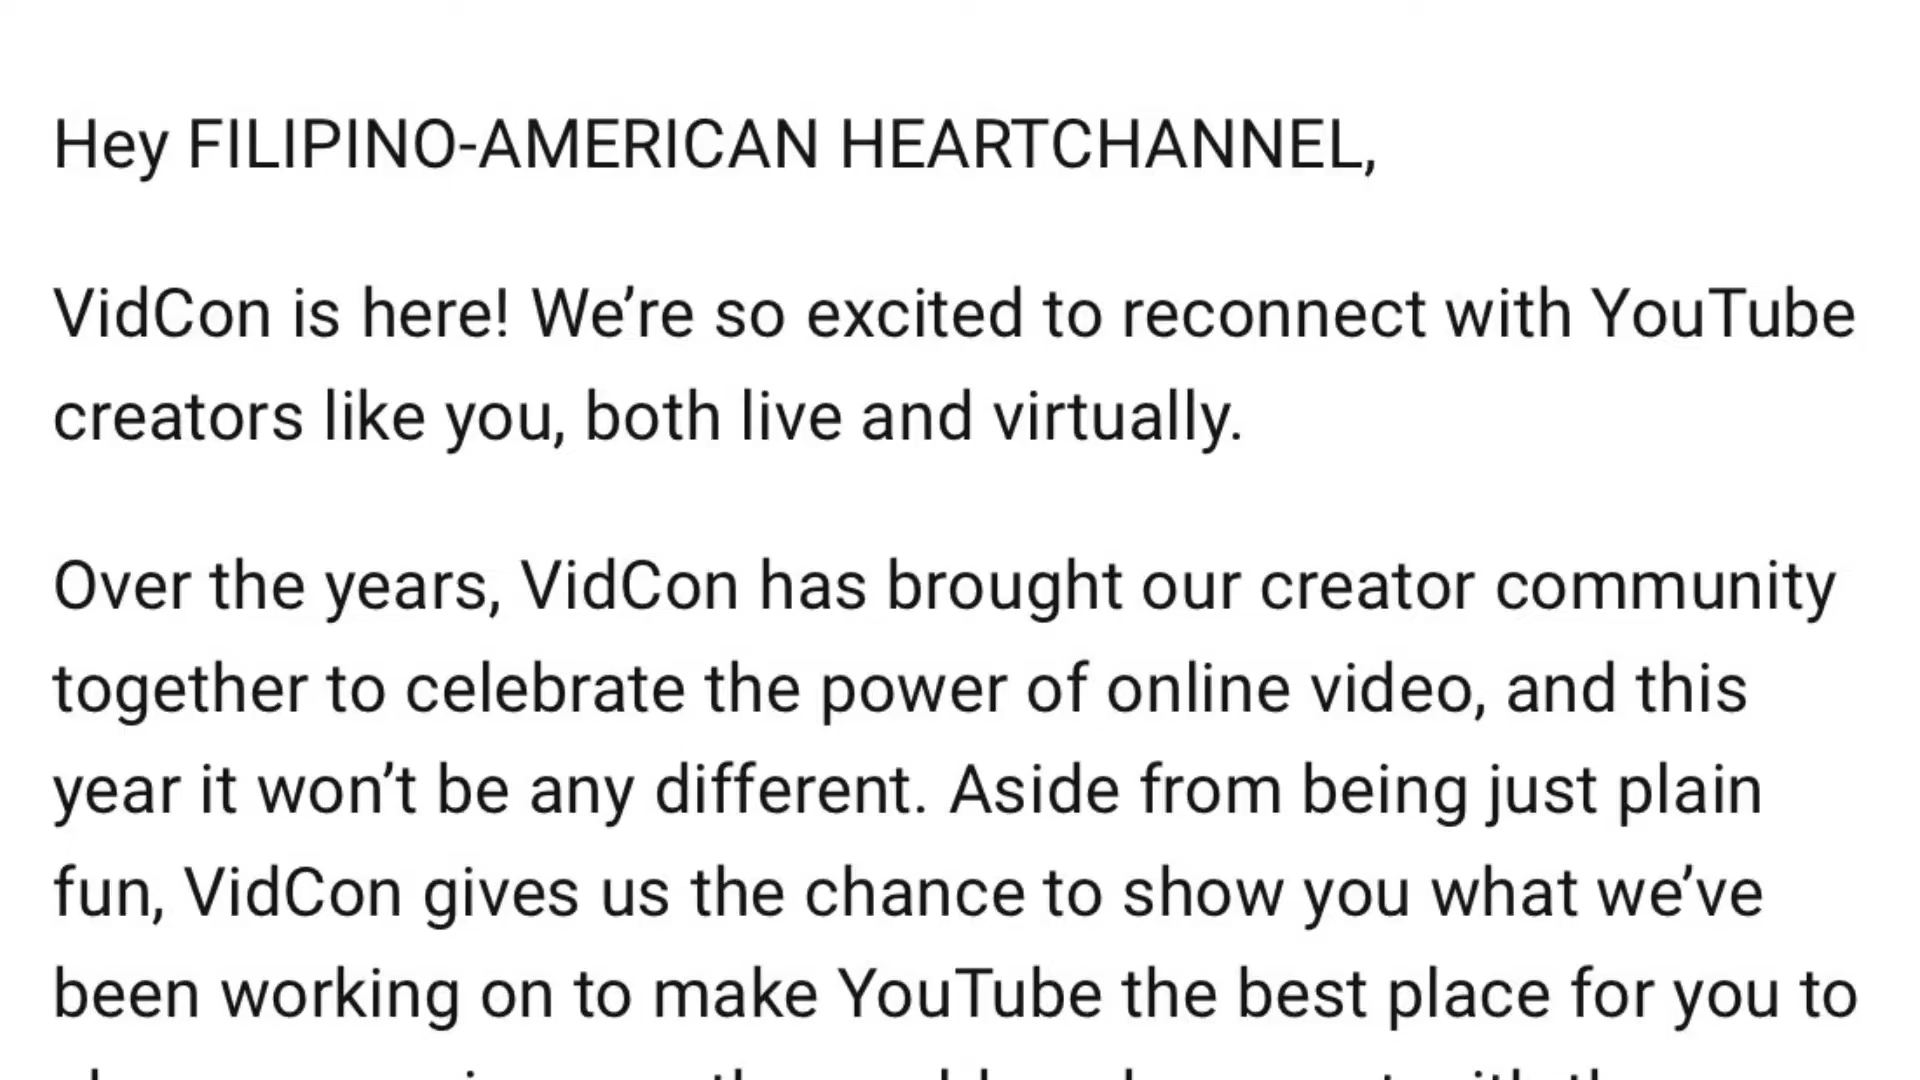 Hey FILIPINO-AMERICAN HEARTCHANNEL,
VidCon is here! We’re so excited to reconnect with YouTube
creators like you, both live and virtually.
Over the years, VidCon has brought our creator community
together to celebrate the power of online video, and this
year it won’t be any different. Aside from being just plain
fun, VidCon gives us the chance to show you what we’ve
been working on to make YouTube the best place for you to